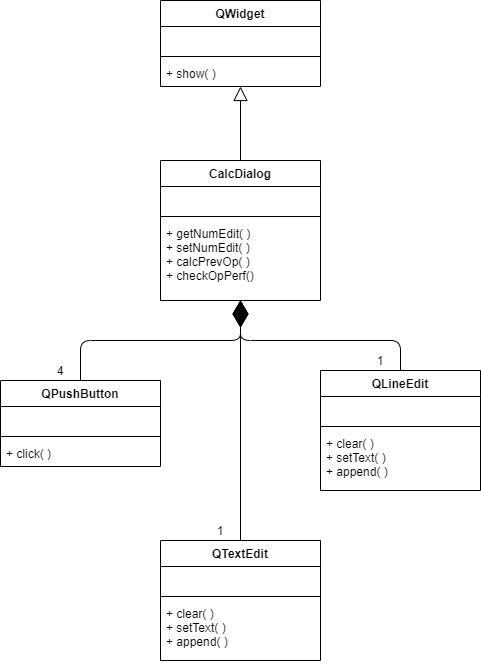 QWidget
+ show( )
CalcDialog
+ getNumEdit( )
+ setNumEdit( )
+ calcPrevOp( )
+ checkOpPerf()
4
1
QPushButton
+ click( )
QLineEdit
+ clear( )
+ setText( )
+ append( )
1
QTextEdit
+ clear( )
+ setText( )
+ append( )